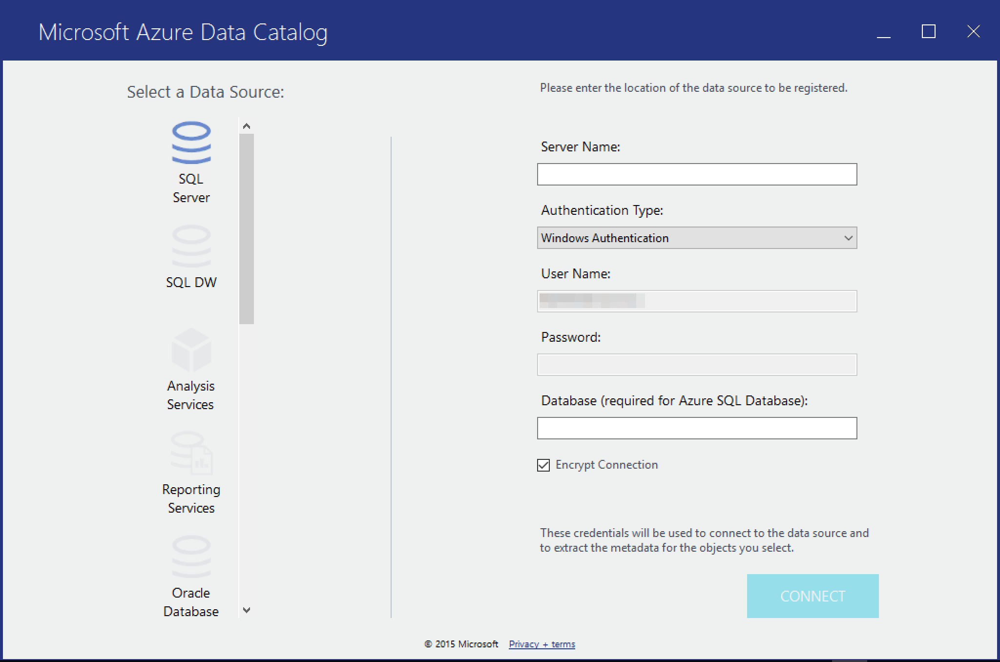 Microsoft Azure Data Catalog
Select a Data Source:
SQL
Server
SQL DW
Analysis
Services
Reporting
Services
Oracle
Database
Please enter the location of the data source to be registered.
Server Name:
Authentication Type:
Windows Authentication
User Name:
Password:
Database (required for Azure SQL Database):
Encrypt Connection
These credentials will be used to connect to the data source and
to extract the metadata for the objects you select.
CONNECT
© 2015 Microsoft Privacy + terms